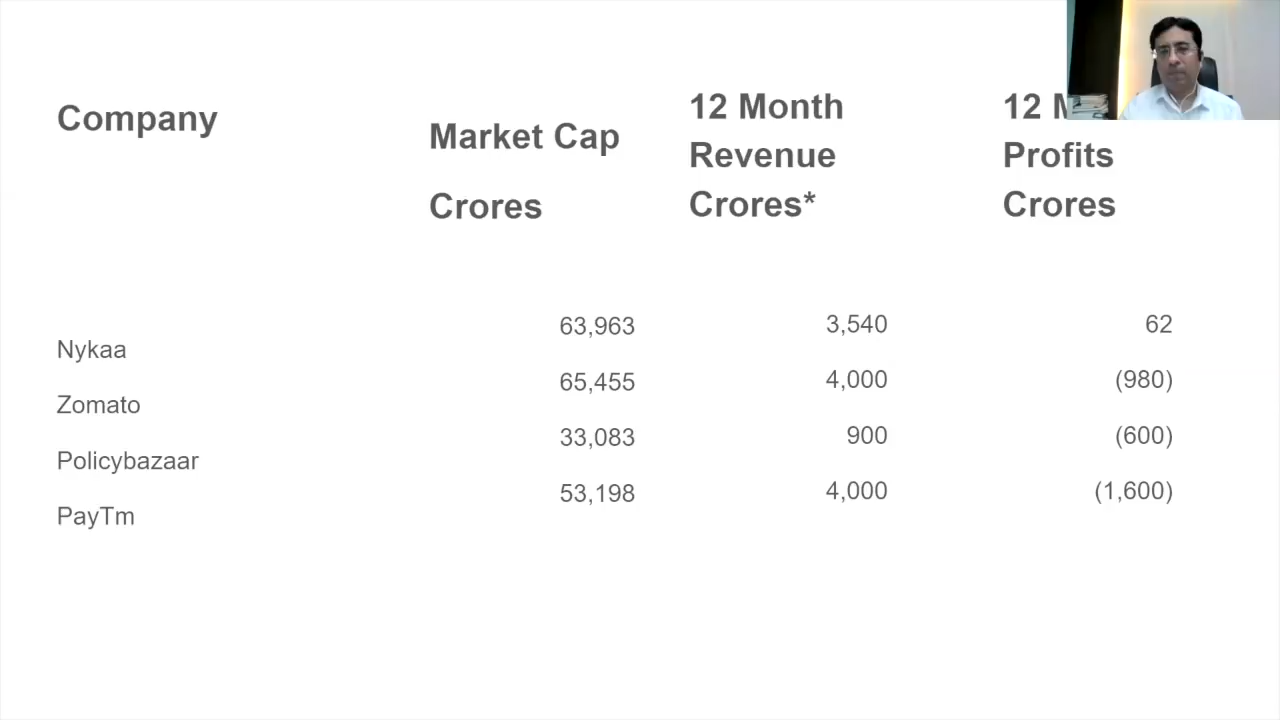 Company
Market Cap
Crores
12 Month
Revenue
Crores*
12
Profits
Crores
63,963 3,540 62
Nykaa
65,455 4,000 (980)
Zomato
33,083 900 (600)
Policybazaar
53,198 4,000 (1,600)
PayTm